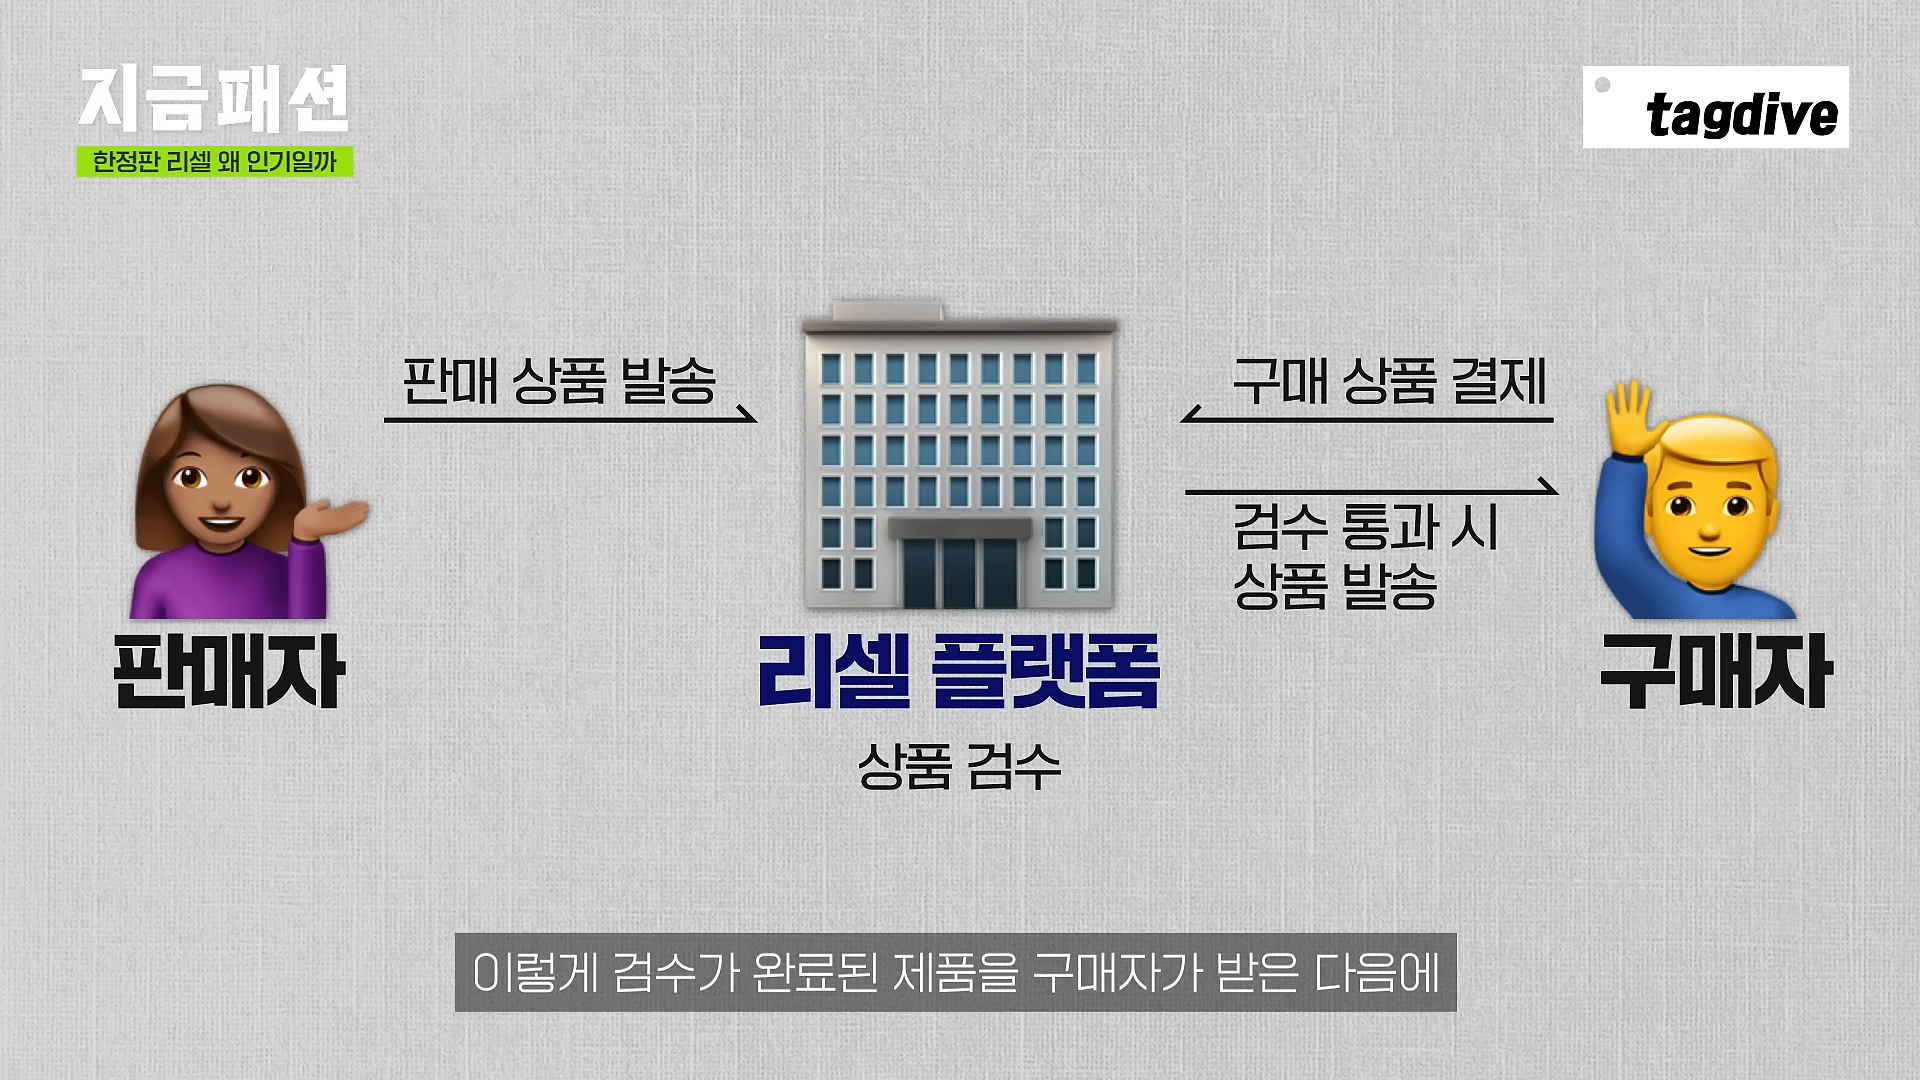 지금패션
한정판 리셀 왜 인기일까
tagdive
판매 상품 발송
구매 상품 결제
검수 통과 시
상품 발송
판매자
리셀 플랫폼
구매자
상품 검수
이렇게 검수가 완료된 제품을 구매자가 받은 다음에